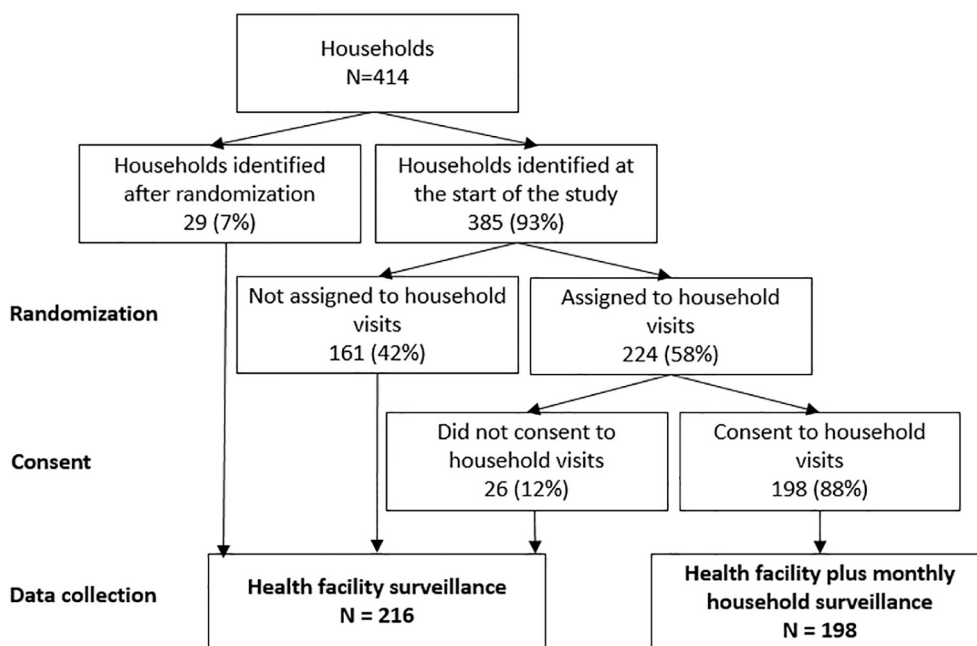 Households
N=414
Households identified
after randomization
29 (7%)
Households identified at
the start of the study
385 (93%)
Randomization
Not assigned to household
visits
161 (42%)
Assigned to household
visits
224 (58%)
Consent
Did not consent to
household visits
26 (12%)
Consent to household
visits
198 (88%)
Data collection
Health facility surveillance
N = 216
Health facility plus monthly
household surveillance
N = 198